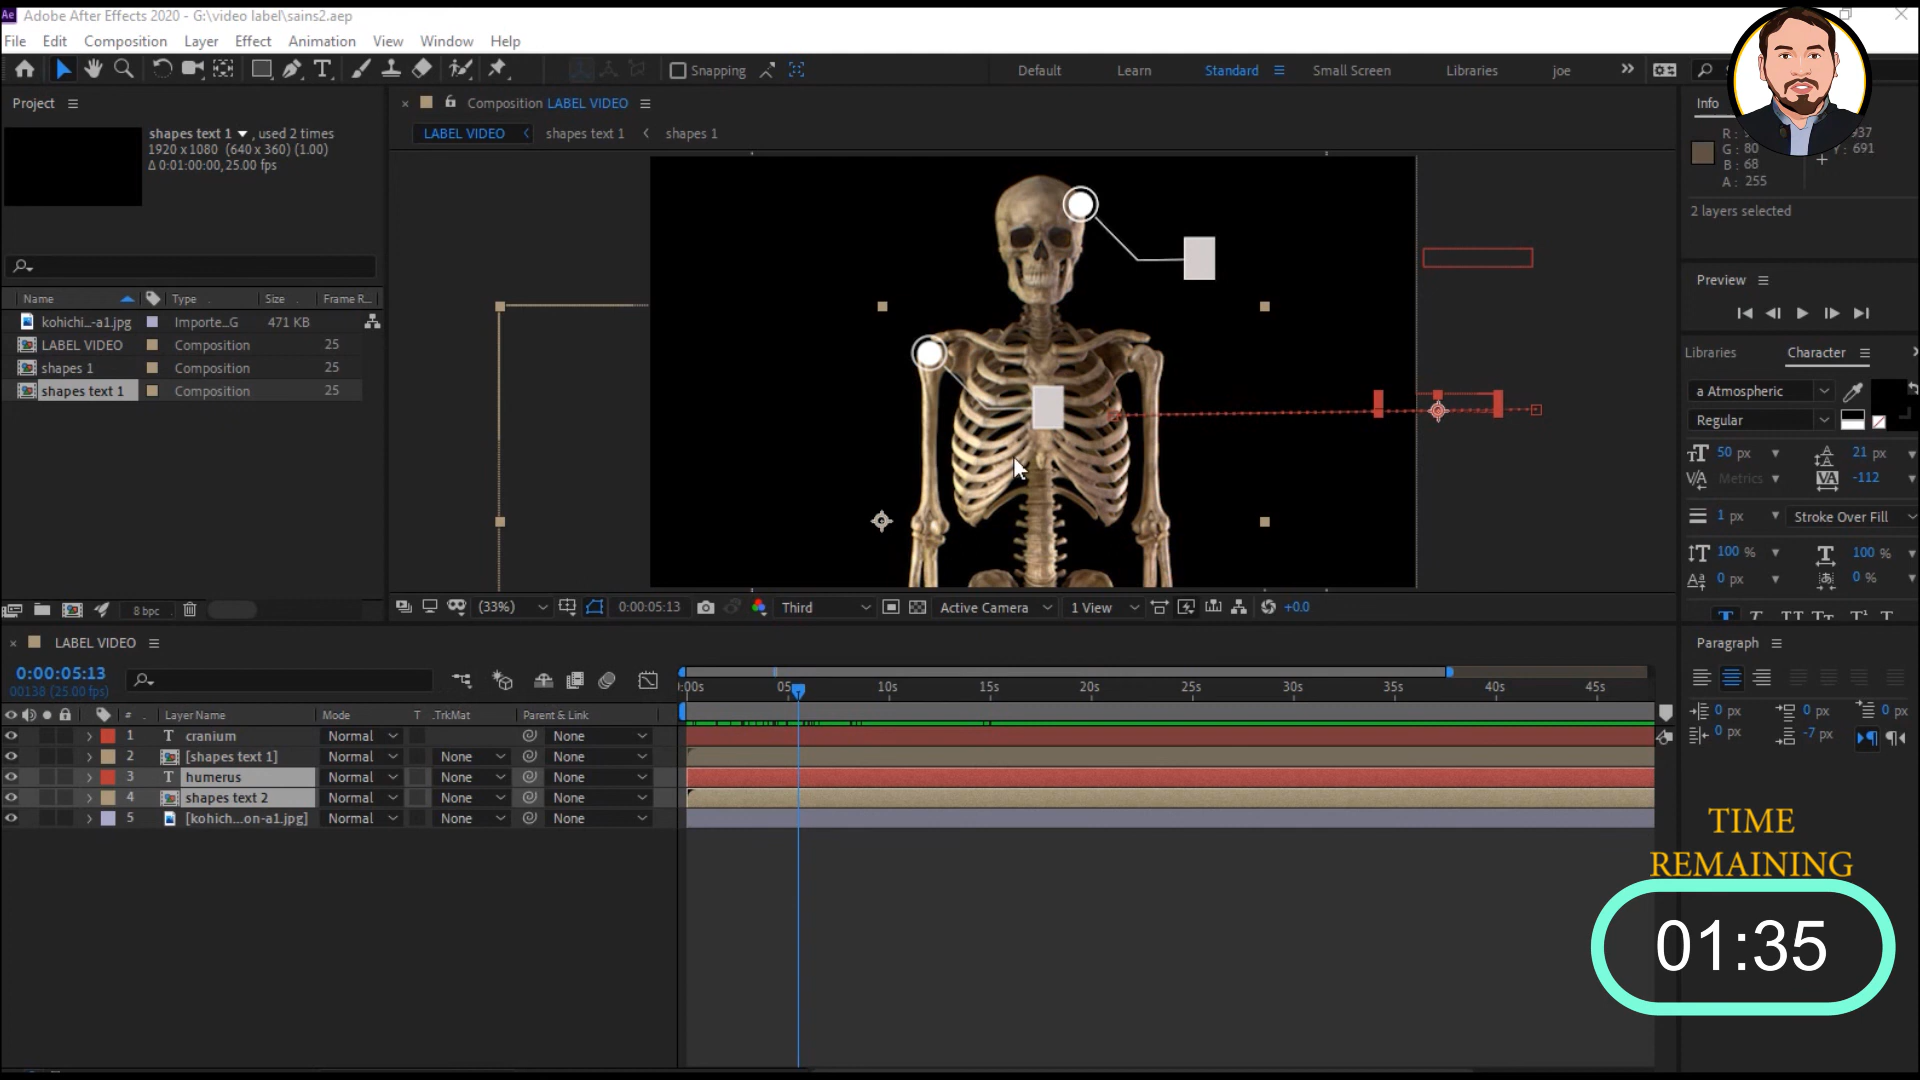 Adobe After Effects 2020 - G:\video label\sains2.aep
File Edit Composition Layer Effect Animation View Window Help
Snapping Default Learn Standard Small Screen Libraries joe
Project
Composition LABEL VIDEO
Info
shapes text 1 , used 2 times
1920 x 1080 (640 x 360) (1.00)
Δ 0:01:00:00, 25.00 fps
LABEL VIDEO shapes text 1 shapes 1
R :
G : 80
B : 68
A : 255
937
Y : 691
2 layers selected
Preview
Name Type Size Frame R...
kohichi...-a1.jpg Importe...G 471 KB
LABEL VIDEO Composition 25
shapes 1 Composition 25
shapes text 1 Composition 25
Libraries Character
a Atmospheric
Regular
50 px 21 px
Metrics -112
1 px Stroke Over Fill
100 % 100 %
0 px 0 %
8 bpc
(33%) 0:00:05:13 Third Active Camera 1 View +0.0
LABEL VIDEO
Paragraph
0:00:05:13
00138 (25.00 fps)
0 px 0 px 0 px
0 px -7 px
:00s 05 10s 15s 20s 25s 30s 35s 40s 45s
# Layer Name Mode T .TrkMat Parent & Link
1 T cranium Normal None
2 [shapes text 1] Normal None None
3 T humerus Normal None None
4 shapes text 2 Normal None None
5 [kohich...on-a1.jpg] Normal None None
TIME
REMAINING
01:35